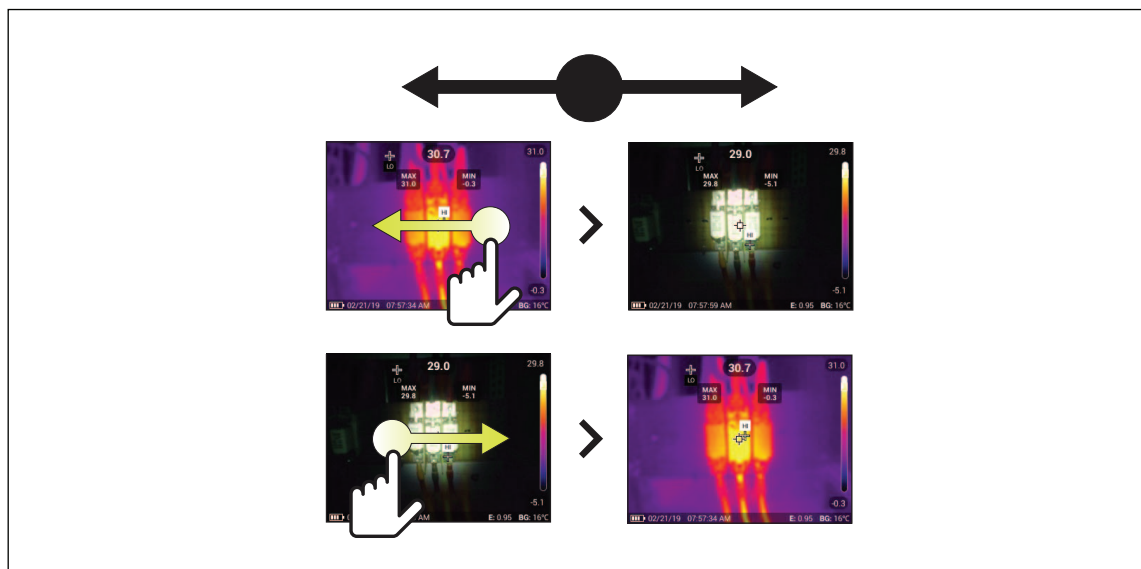 30.7
31.0
LO
MAX
31.0
MIN
-0.3
HI
-0.3
02/21/19 07:57:34 AM BG: 16°C
29.0
29.8
LO
MAX
29.8
MIN
-5.1
HI
-5.1
02/21/19 07:57:59 AM E: 0.95 BG: 16°C
29.0
29.8
LO
MAX
29.8
MIN
-5.1
HI
-5.1
AM E: 0.95 BG: 16°C
30.7
31.0
LO
MAX
31.0
MIN
-0.3
HI
-0.3
02/21/19 07:57:34 AM E: 0.95 BG: 16°C